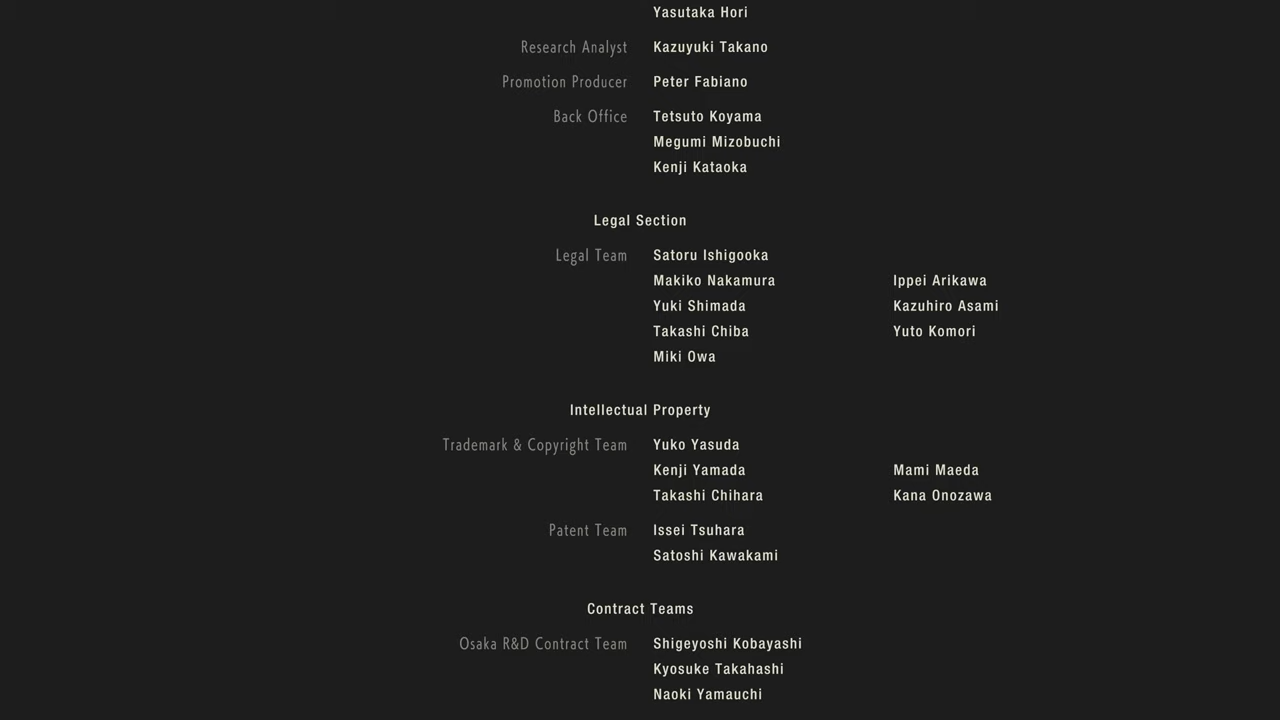 Yasutaka Hori
Research Analyst Kazuyuki Takano
Promotion Producer Peter Fabiano
Back Office Tetsuto Koyama
Megumi Mizobuchi
Kenji Kataoka
Legal Section
Legal Team Satoru Ishigooka
Makiko Nakamura Ippei Arikawa
Yuki Shimada Kazuhiro Asami
Takashi Chiba Yuto Komori
Miki Owa
Intellectual Property
Trademark & Copyright Team Yuko Yasuda
Kenji Yamada Mami Maeda
Takashi Chihara Kana Onozawa
Patent Team Issei Tsuhara
Satoshi Kawakami
Contract Teams
Osaka R&D Contract Team Shigeyoshi Kobayashi
Kyosuke Takahashi
Naoki Yamauchi